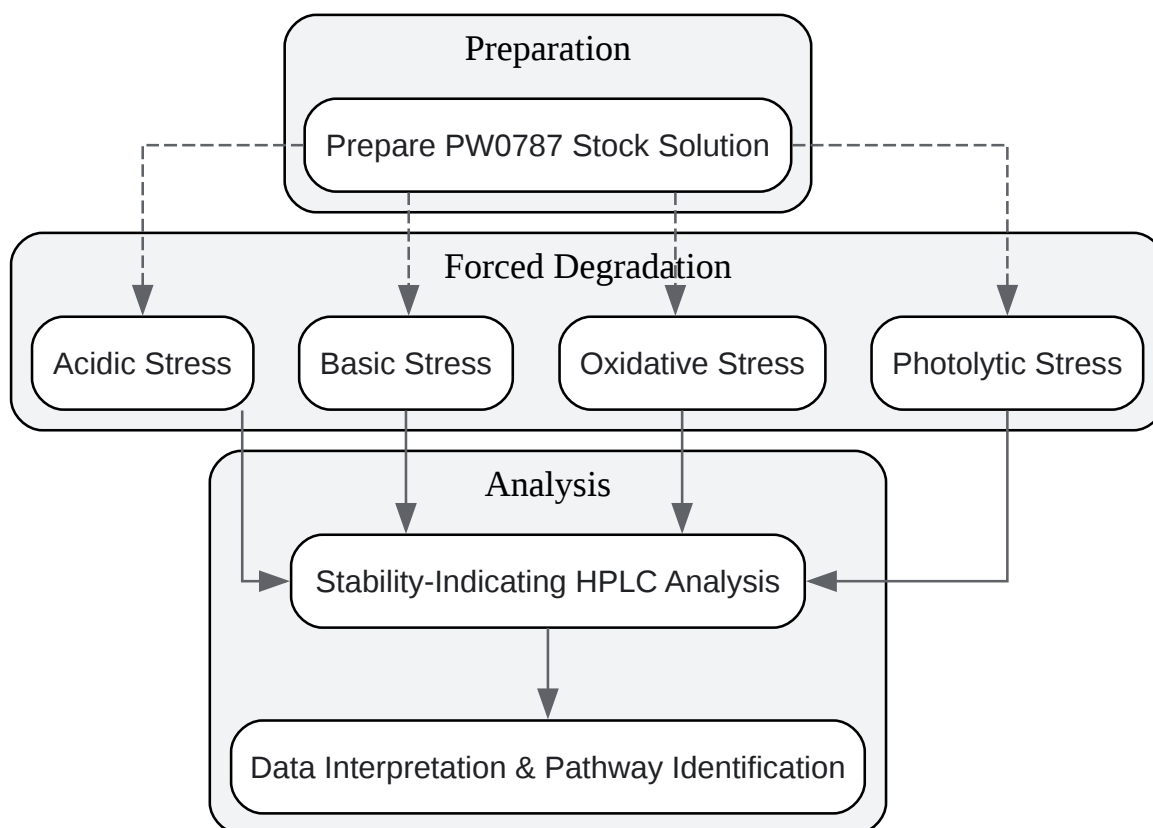 Preparation
Prepare PW0787 Stock Solution
Forced Degradation
Acidic Stress
Basic Stress
Oxidative Stress
Photolytic Stress
Analysis
Stability-Indicating HPLC Analysis
Data Interpretation & Pathway Identification